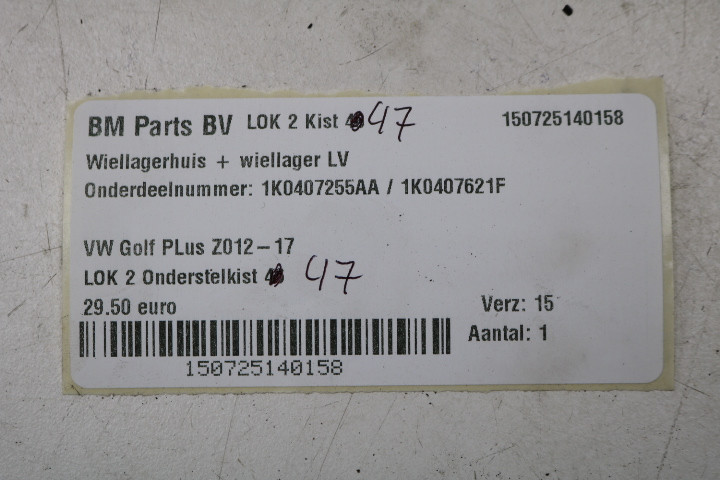 BM Parts BV LOK 2 Kist 47 150725140158
Wiellagerhuis + wiellager LV
Onderdeelnummer: 1K0407255AA / 1K0407621F
VW Golf PLus Z012-17
LOK 2 Onderstelkist 47
29.50 euro Verz: 15
Aantal: 1
150725140158